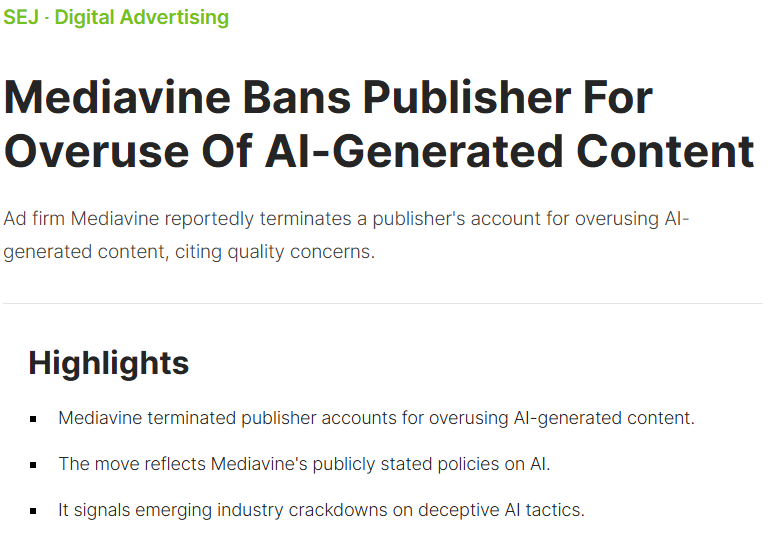 SEJ · Digital Advertising
Mediavine Bans Publisher For
Overuse Of AI-Generated Content
Ad firm Mediavine reportedly terminates a publisher's account for overusing AI-
generated content, citing quality concerns.
Highlights
▪ Mediavine terminated publisher accounts for overusing AI-generated content.
▪ The move reflects Mediavine's publicly stated policies on AI.
▪ It signals emerging industry crackdowns on deceptive AI tactics.